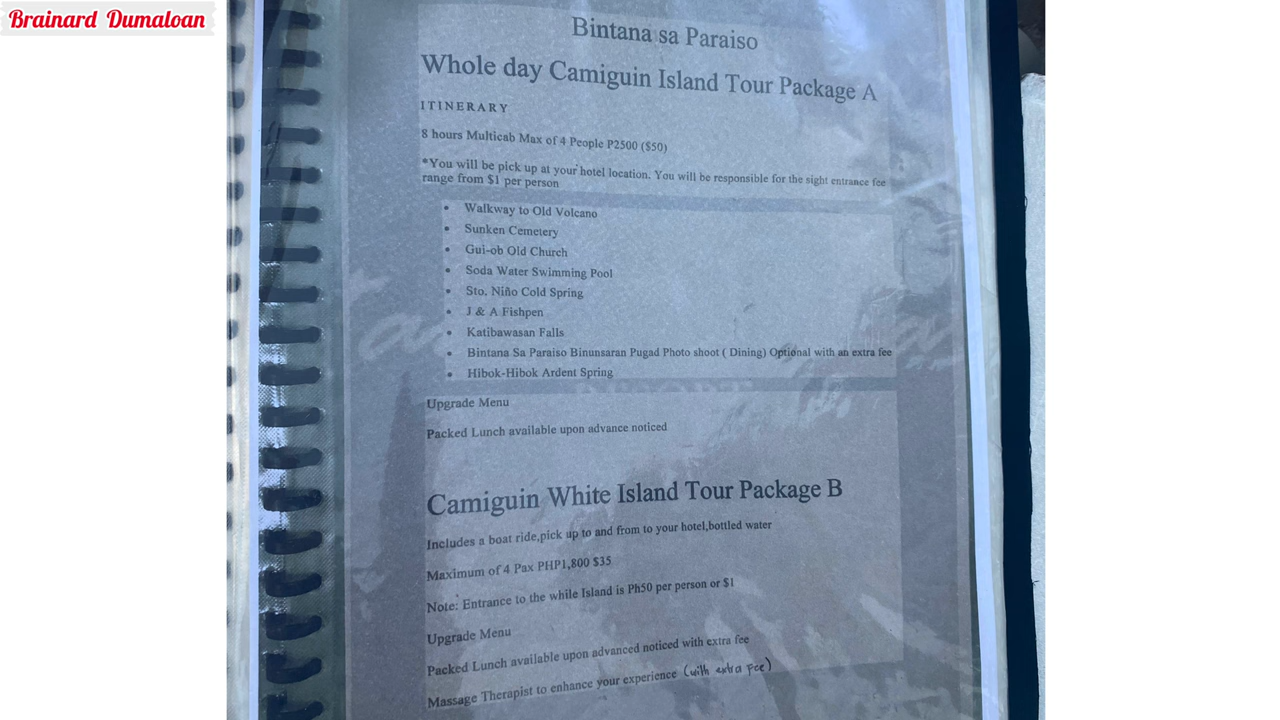 Brainard Dumaloan
Bintana sa Paraiso
Whole day Camiguin Island Tour Package A
ITINERARY
8 hours Multicab Max of 4 People P2500 ($50)
*You will be pick up at your hotel location. You will be responsible for the sight entrance fee
range from $1 per person
• Walkway to Old Volcano
• Sunken Cemetery
• Gui-ob Old Church
• Soda Water Swimming Pool
• Sto. Niño Cold Spring
• J & A Fishpen
• Katibawasan Falls
• Bintana Sa Paraiso Binunsaran Pugad Photo shoot ( Dining) Optional with an extra fee
• Hibok-Hibok Ardent Spring
Upgrade Menu
Packed Lunch available upon advance noticed
Camiguin White Island Tour Package B
Includes a boat ride,pick up to and from to your hotel,bottled water
Maximum of 4 Pax PHP1,800 $35
Note: Entrance to the while Island is Ph50 per person or $1
Upgrade Menu
Packed Lunch available upon advanced noticed with extra fee
Massage Therapist to enhance your experience (with extra fee)